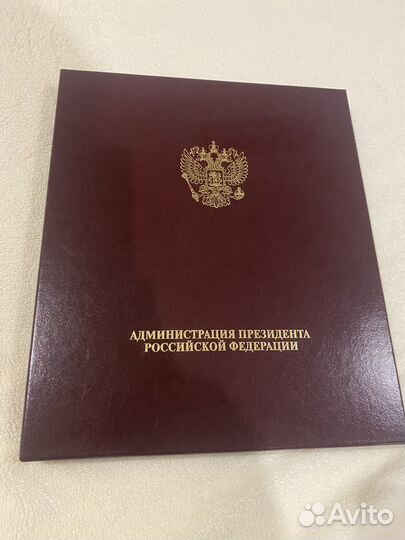 АДМИНИСТРАЦИЯ ПРЕЗИДЕНТА
РОССИЙСКОЙ ФЕДЕРАЦИИ
Avito